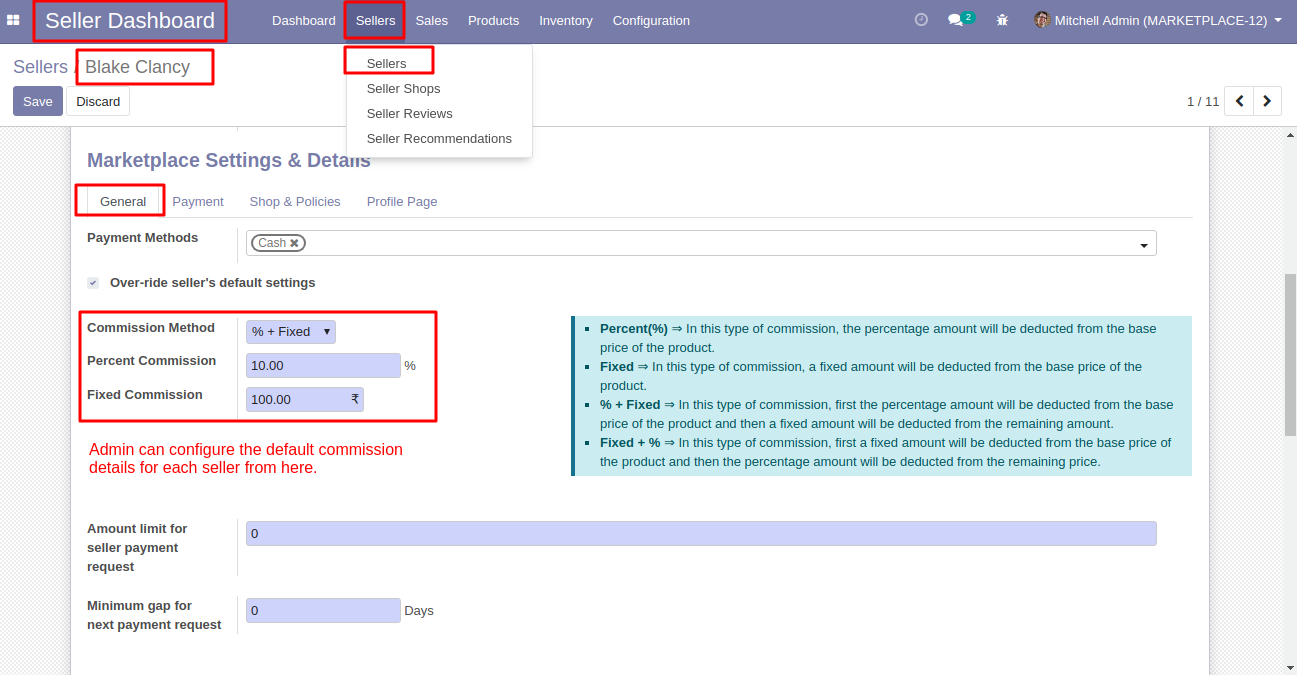 Seller Dashboard
Dashboard Sellers Sales Products Inventory Configuration
2
Mitchell Admin (MARKETPLACE-12)
Sellers / Blake Clancy
Save Discard
1 / 11
Sellers
Seller Shops
Seller Reviews
Seller Recommendations
Marketplace Settings & Details
General Payment Shop & Policies Profile Page
Payment Methods Cash
Over-ride seller's default settings
Commission Method % + Fixed
Percent Commission 10.00 %
Fixed Commission 100.00 ₹
Percent(%) ⇒ In this type of commission, the percentage amount will be deducted from the base
price of the product.
Fixed ⇒ In this type of commission, a fixed amount will be deducted from the base price of the
product.
% + Fixed ⇒ In this type of commission, first the percentage amount will be deducted from the base
price of the product and then a fixed amount will be deducted from the remaining amount.
Fixed + % ⇒ In this type of commission, first a fixed amount will be deducted from the base price of
the product and then the percentage amount will be deducted from the remaining price.
Admin can configure the default commission
details for each seller from here.
Amount limit for
seller payment
request
0
Minimum gap for
next payment request
0 Days